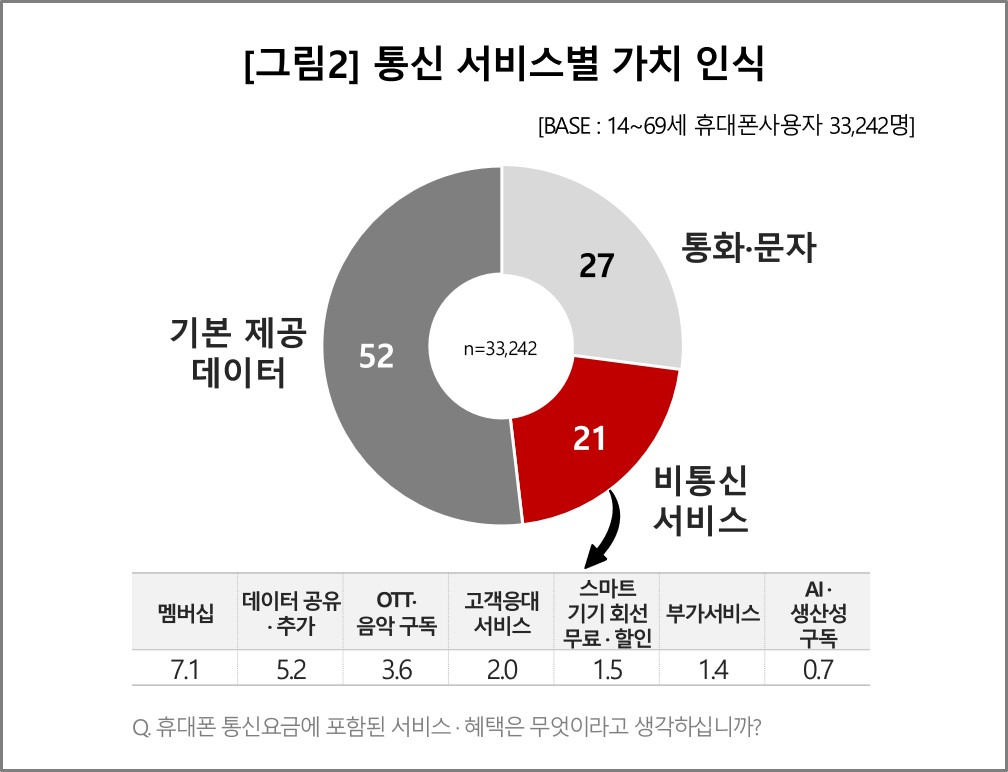 [그림2] 통신 서비스별 가치 인식
[BASE : 14~69세 휴대폰사용자 33,242명]
27
통화·문자
기본 제공
데이터
52
n=33,242
21
비통신
서비스
멤버십
데이터 공유
· 추가
OTT·
음악 구독
고객응대
서비스
스마트
기기 회선
무료 · 할인
부가서비스
AI ·
생산성
구독
7.1 5.2 3.6 2.0 1.5 1.4 0.7
Q. 휴대폰 통신요금에 포함된 서비스 · 혜택은 무엇이라고 생각하십니까?